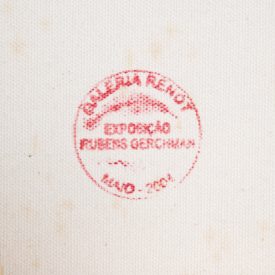 GALERIA RENOT
EXPOSIÇÃO
RUBENS GERCHMAN
MAIO - 2004